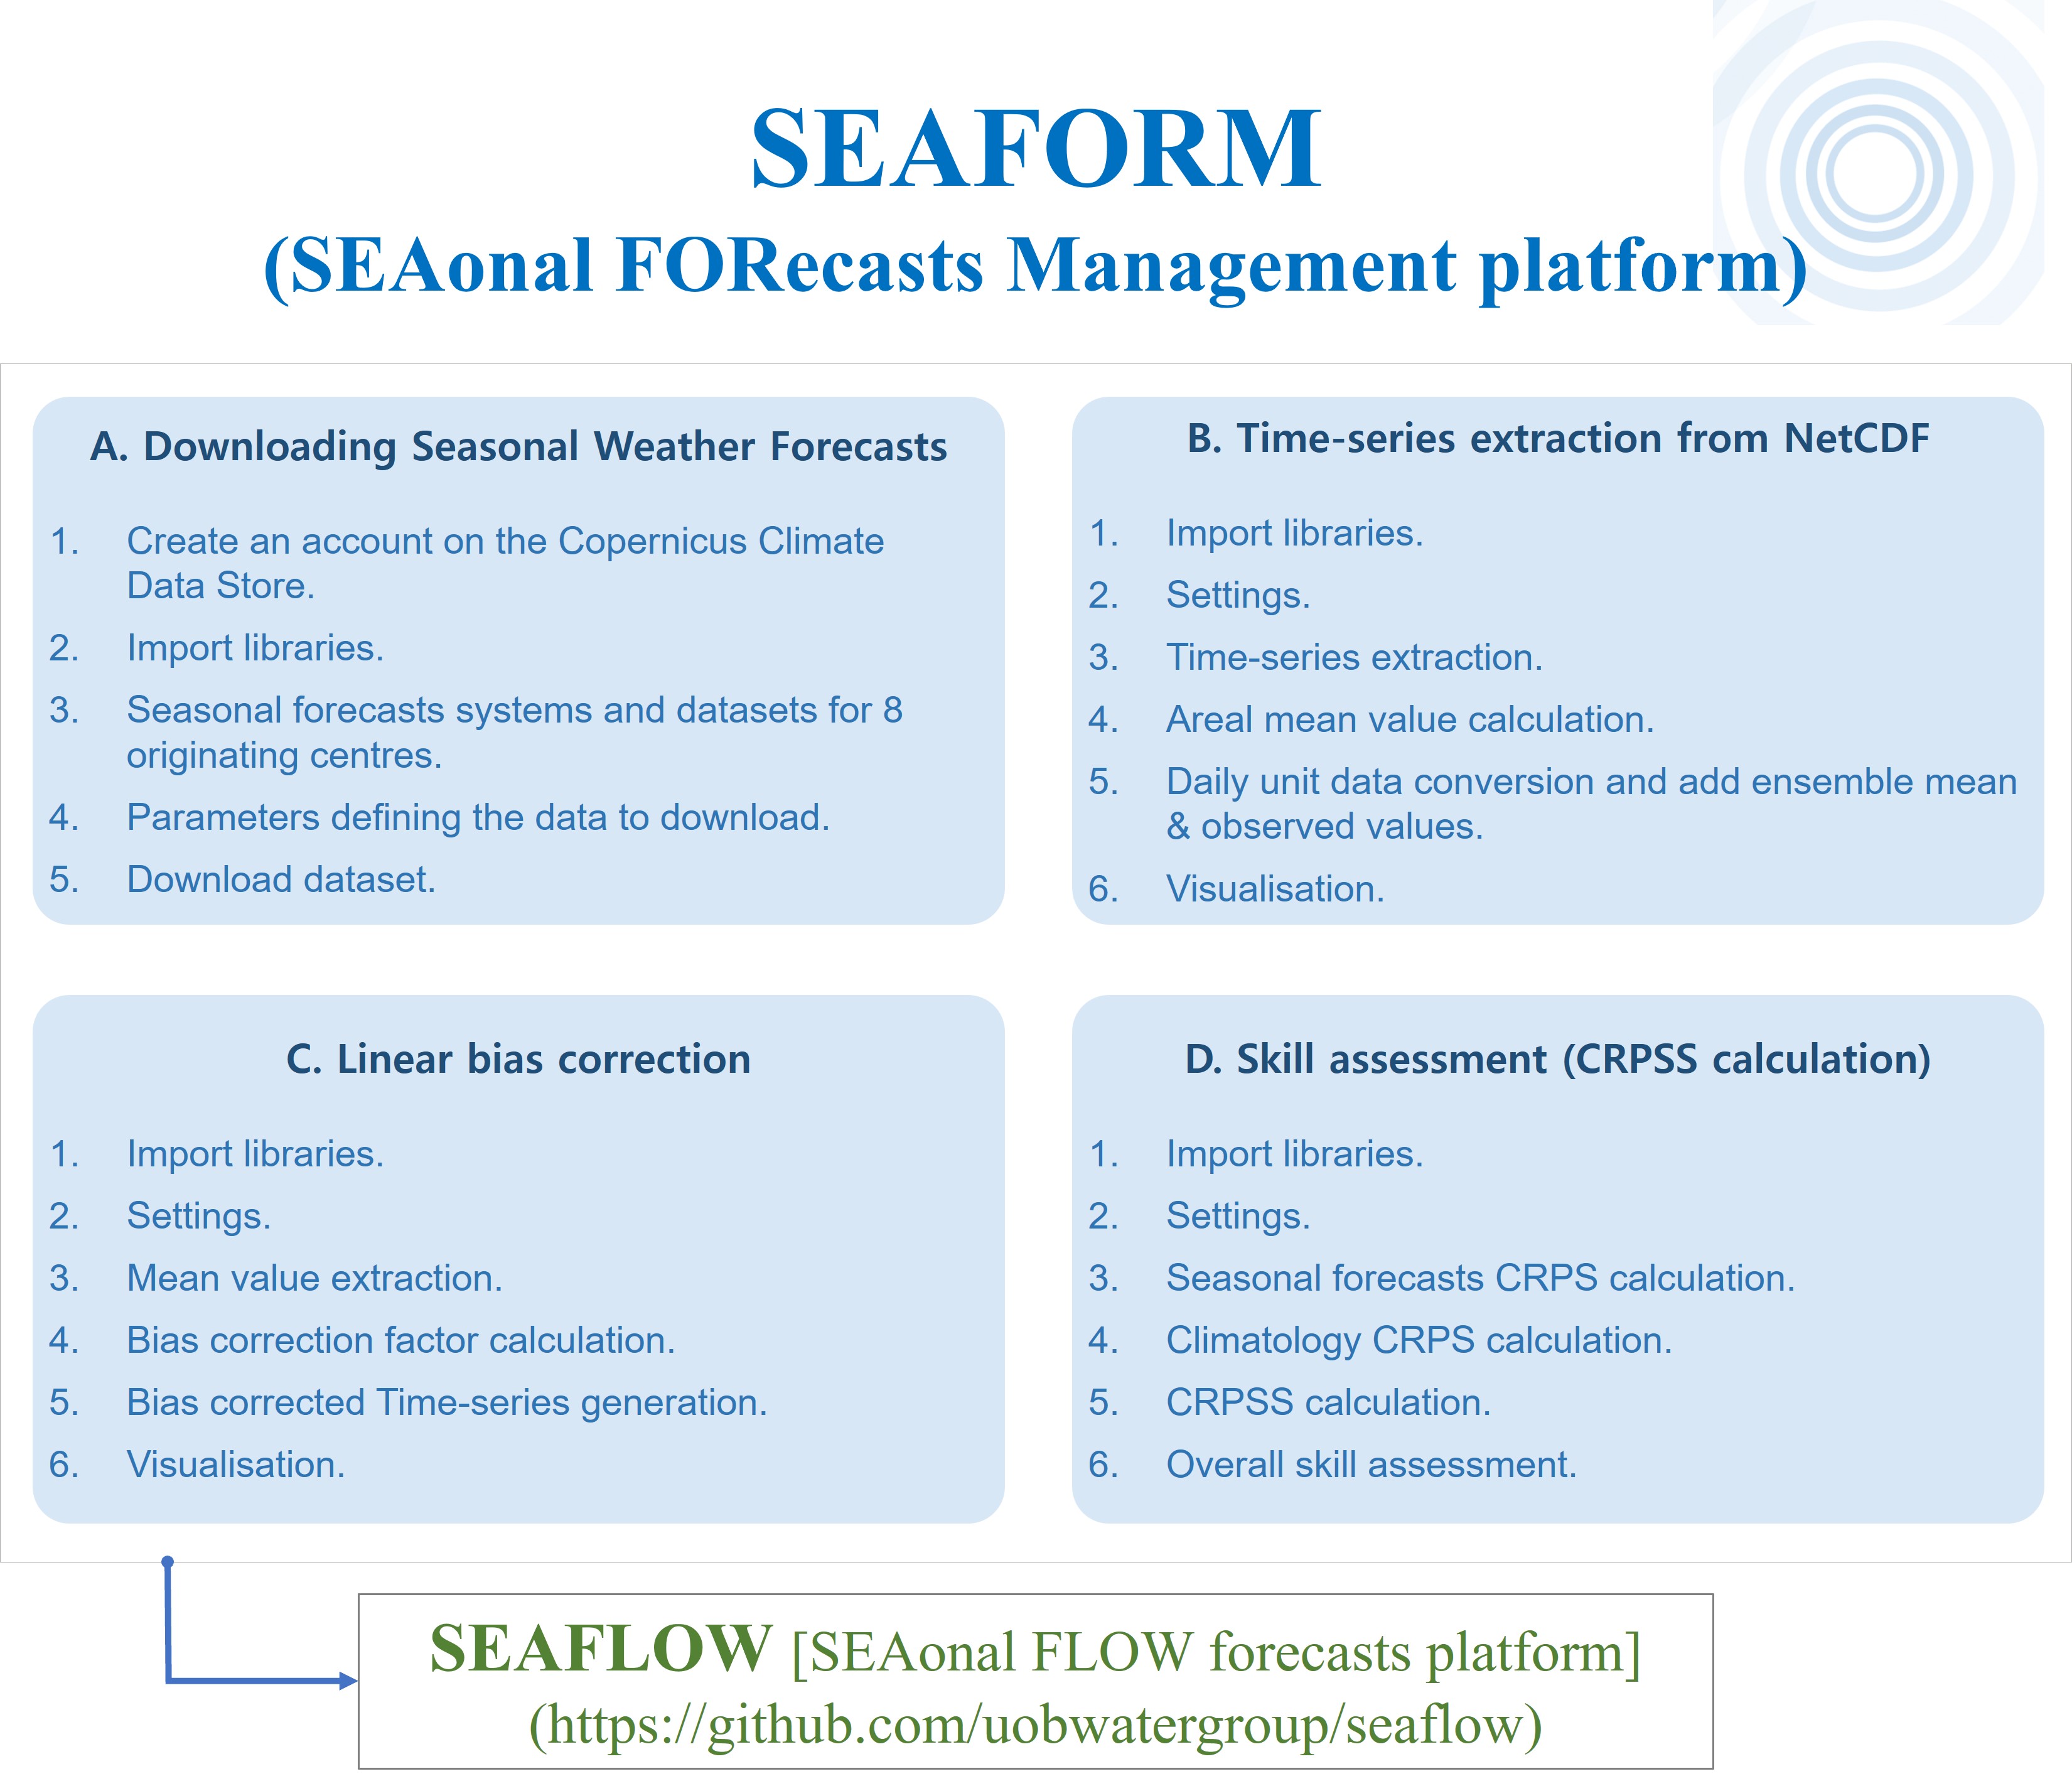 SEAFORM
(SEAonal FORecasts Management platform)
A. Downloading Seasonal Weather Forecasts
1. Create an account on the Copernicus Climate
Data Store.
2. Import libraries.
3. Seasonal forecasts systems and datasets for 8
originating centres.
4. Parameters defining the data to download.
5. Download dataset.
B. Time-series extraction from NetCDF
1. Import libraries.
2. Settings.
3. Time-series extraction.
4. Areal mean value calculation.
5. Daily unit data conversion and add ensemble mean
& observed values.
6. Visualisation.
C. Linear bias correction
1. Import libraries.
2. Settings.
3. Mean value extraction.
4. Bias correction factor calculation.
5. Bias corrected Time-series generation.
6. Visualisation.
D. Skill assessment (CRPSS calculation)
1. Import libraries.
2. Settings.
3. Seasonal forecasts CRPS calculation.
4. Climatology CRPS calculation.
5. CRPSS calculation.
6. Overall skill assessment.
SEAFLOW [SEAonal FLOW forecasts platform]
(https://github.com/uobwatergroup/seaflow)